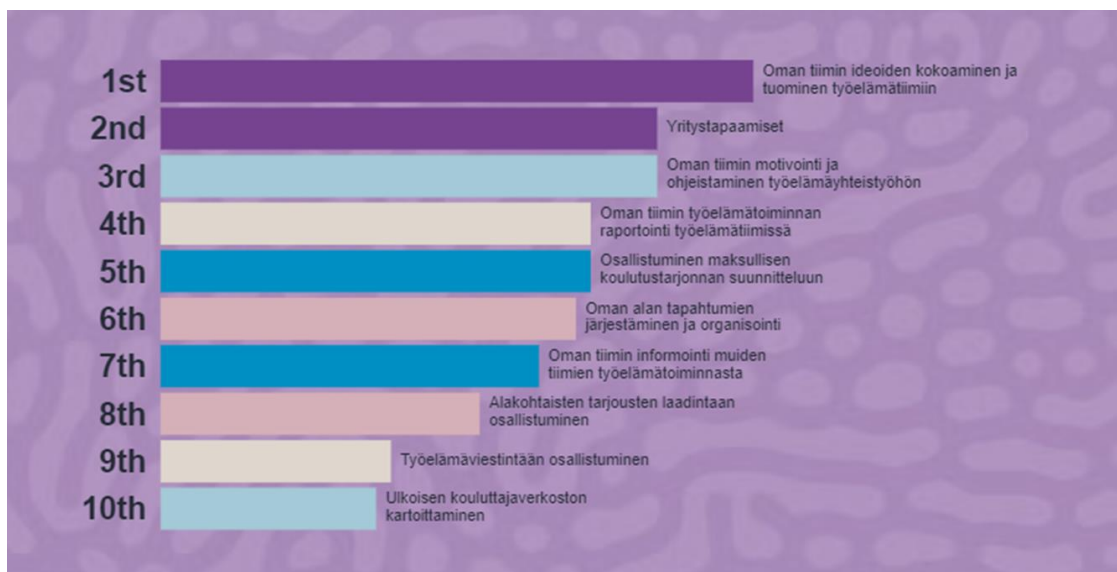 1st
Oman tiimin ideoiden kokoaminen ja
tuominen työelämätiimiin
2nd
Yritystapaamiset
3rd
Oman tiimin motivointi ja
ohjeistaminen työelämäyhteistyöhön
4th
Oman tiimin työelämätoiminnan
raportointi työelämätiimissä
5th
Osallistuminen maksullisen
koulutustarjonnan suunnitteluun
6th
Oman alan tapahtumien
järjestäminen ja organisointi
7th
Oman tiimin informointi muiden
tiimien työelämätoiminnasta
8th
Alakohtaisten tarjousten laadintaan
osallistuminen
9th
Työelämäviestintään osallistuminen
10th
Ulkoisen kouluttajaverkoston
kartoittaminen